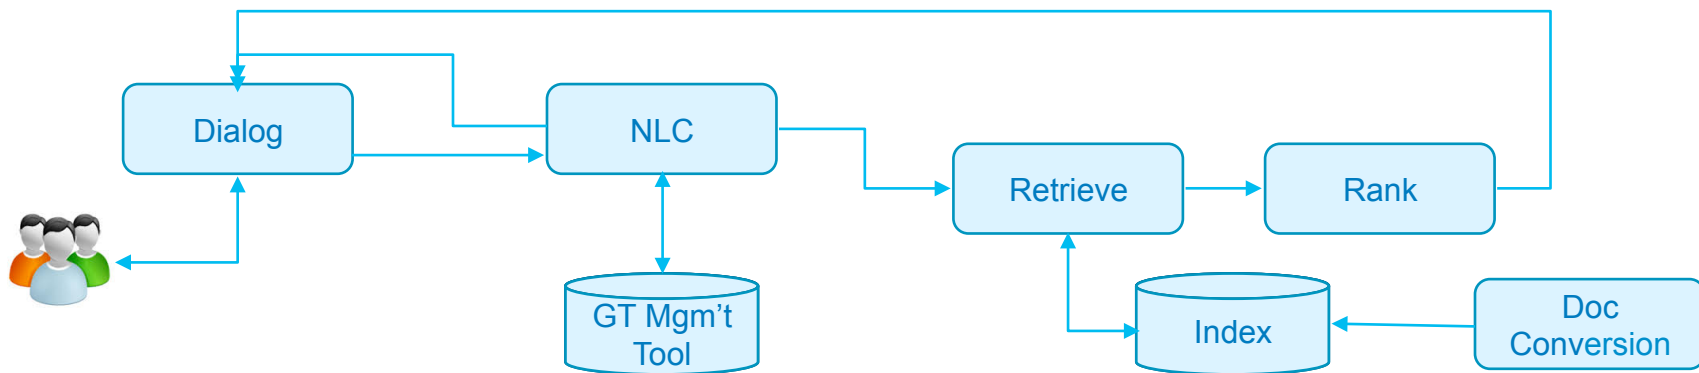 Dialog
NLC
Retrieve
Rank
GT Mgm’t
Tool
Index
Doc
Conversion